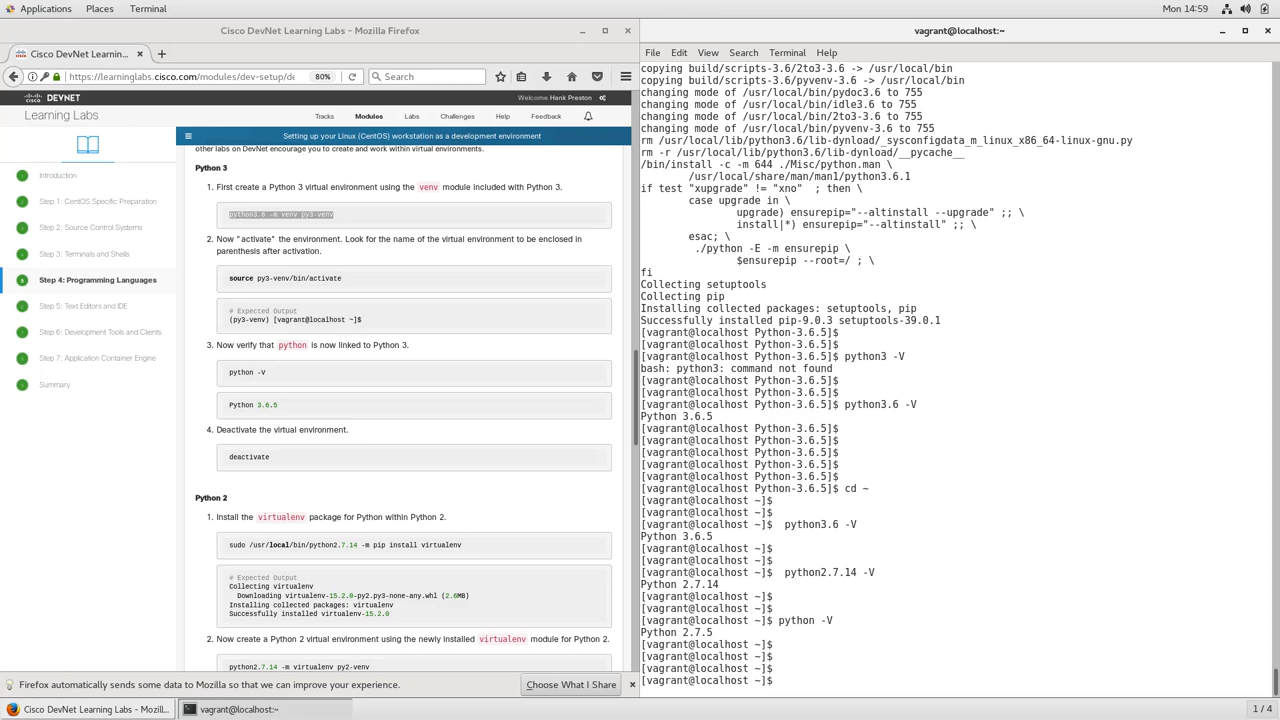 Applications Places Terminal Mon 14:59
Cisco DevNet Learning Labs - Mozilla Firefox
Cisco DevNet Learnin...
https://learninglabs.cisco.com/modules/dev-setup/de 80% Search
CISCO DEVNET Welcome Hank Preston
Learning Labs Tracks Modules Labs Challenges Help Feedback
Setting up your Linux (CentOS) workstation as a development environment
Introduction
Step 1: CentOS Specific Preparation
Step 2: Source Control Systems
Step 3: Terminals and Shells
Step 4: Programming Languages
Step 5: Text Editors and IDE
Step 6: Development Tools and Clients
Step 7: Application Container Engine
Summary
other labs on DevNet encourage you to create and work within virtual environments.
Python 3
1. First create a Python 3 virtual environment using the venv module included with Python 3.
python3.6 -m venv py3-venv
2. Now "activate" the environment. Look for the name of the virtual environment to be enclosed in
parenthesis after activation.
source py3-venv/bin/activate
# Expected Output
(py3-venv) [vagrant@localhost ~]$
3. Now verify that python is now linked to Python 3.
python -V
Python 3.6.5
4. Deactivate the virtual environment.
deactivate
Python 2
1. Install the virtualenv package for Python within Python 2.
sudo /usr/local/bin/python2.7.14 -m pip install virtualenv
# Expected Output
Collecting virtualenv
Downloading virtualenv-15.2.0-py2.py3-none-any.whl (2.6MB)
Installing collected packages: virtualenv
Successfully installed virtualenv-15.2.0
2. Now create a Python 2 virtual environment using the newly installed virtualenv module for Python 2.
python2.7.14 -m virtualenv py2-venv
Firefox automatically sends some data to Mozilla so that we can improve your experience. Choose What I Share
vagrant@localhost:~
File Edit View Search Terminal Help
copying build/scripts-3.6/2to3-3.6 -> /usr/local/bin
copying build/scripts-3.6/pyvenv-3.6 -> /usr/local/bin
changing mode of /usr/local/bin/pydoc3.6 to 755
changing mode of /usr/local/bin/idle3.6 to 755
changing mode of /usr/local/bin/2to3-3.6 to 755
changing mode of /usr/local/bin/pyvenv-3.6 to 755
rm /usr/local/lib/python3.6/lib-dynload/_sysconfigdata_m_linux_x86_64-linux-gnu.py
rm -r /usr/local/lib/python3.6/lib-dynload/__pycache__
/bin/install -c -m 644 ./Misc/python.man \
/usr/local/share/man/man1/python3.6.1
if test "xupgrade" != "xno" ; then \
case upgrade in \
upgrade) ensurepip="--altinstall --upgrade" ;; \
install|*) ensurepip="--altinstall" ;; \
esac; \
./python -E -m ensurepip \
$ensurepip --root=/ ; \
fi
Collecting setuptools
Collecting pip
Installing collected packages: setuptools, pip
Successfully installed pip-9.0.3 setuptools-39.0.1
[vagrant@localhost Python-3.6.5]$
[vagrant@localhost Python-3.6.5]$
[vagrant@localhost Python-3.6.5]$ python3 -V
bash: python3: command not found
[vagrant@localhost Python-3.6.5]$
[vagrant@localhost Python-3.6.5]$
[vagrant@localhost Python-3.6.5]$ python3.6 -V
Python 3.6.5
[vagrant@localhost Python-3.6.5]$
[vagrant@localhost Python-3.6.5]$
[vagrant@localhost Python-3.6.5]$
[vagrant@localhost Python-3.6.5]$
[vagrant@localhost Python-3.6.5]$
[vagrant@localhost Python-3.6.5]$ cd ~
[vagrant@localhost ~]$
[vagrant@localhost ~]$
[vagrant@localhost ~]$  python3.6 -V
Python 3.6.5
[vagrant@localhost ~]$
[vagrant@localhost ~]$
[vagrant@localhost ~]$  python2.7.14 -V
Python 2.7.14
[vagrant@localhost ~]$
[vagrant@localhost ~]$
[vagrant@localhost ~]$ python -V
Python 2.7.5
[vagrant@localhost ~]$
[vagrant@localhost ~]$
[vagrant@localhost ~]$
[vagrant@localhost ~]$
Cisco DevNet Learning Labs - Mozill... vagrant@localhost:~ 1 / 4